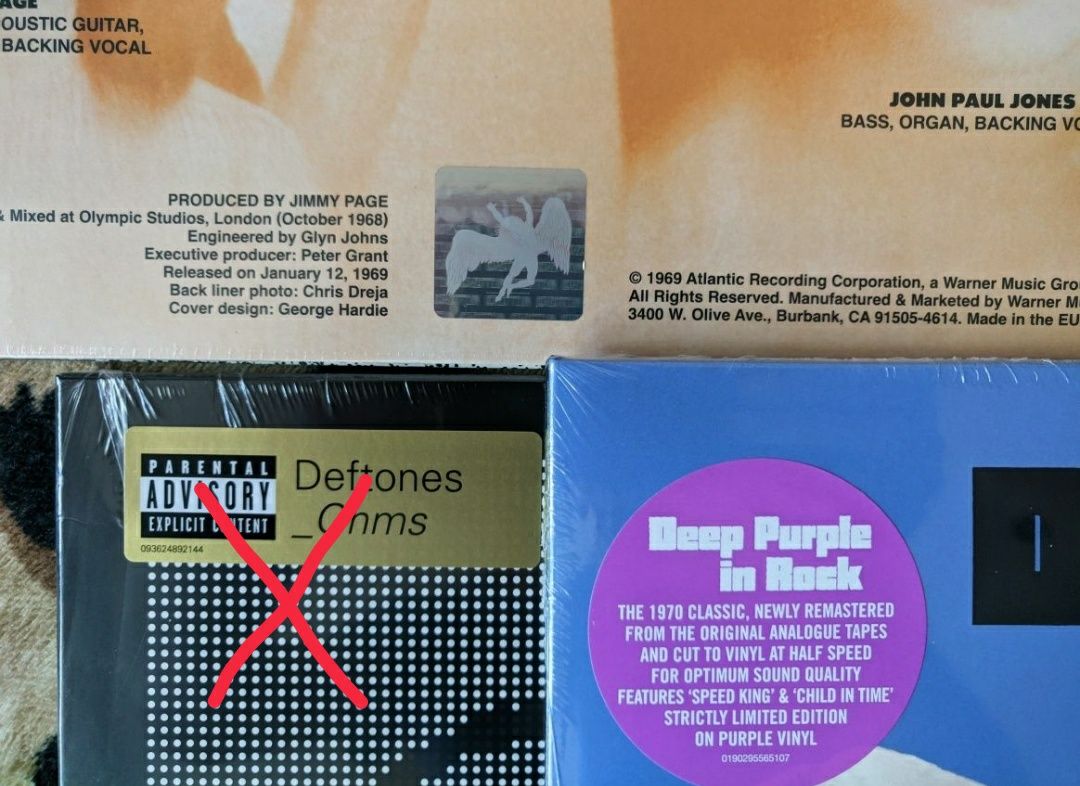 AGE
OUSTIC GUITAR,
BACKING VOCAL
JOHN PAUL JONES
BASS, ORGAN, BACKING VO
PRODUCED BY JIMMY PAGE
& Mixed at Olympic Studios, London (October 1968)
Engineered by Glyn Johns
Executive producer: Peter Grant
Released on January 12, 1969
Back liner photo: Chris Dreja
Cover design: George Hardie
© 1969 Atlantic Recording Corporation, a Warner Music Gro
All Rights Reserved. Manufactured & Marketed by Warner M
3400 W. Olive Ave., Burbank, CA 91505-4614. Made in the EU
PARENTAL
ADVISORY
EXPLICIT CONTENT
093624892144
Deftones
_Ohms
Deep Purple
in Rock
THE 1970 CLASSIC, NEWLY REMASTERED
FROM THE ORIGINAL ANALOGUE TAPES
AND CUT TO VINYL AT HALF SPEED
FOR OPTIMUM SOUND QUALITY
FEATURES ‘SPEED KING’ & ‘CHILD IN TIME’
STRICTLY LIMITED EDITION
ON PURPLE VINYL
0190295565107